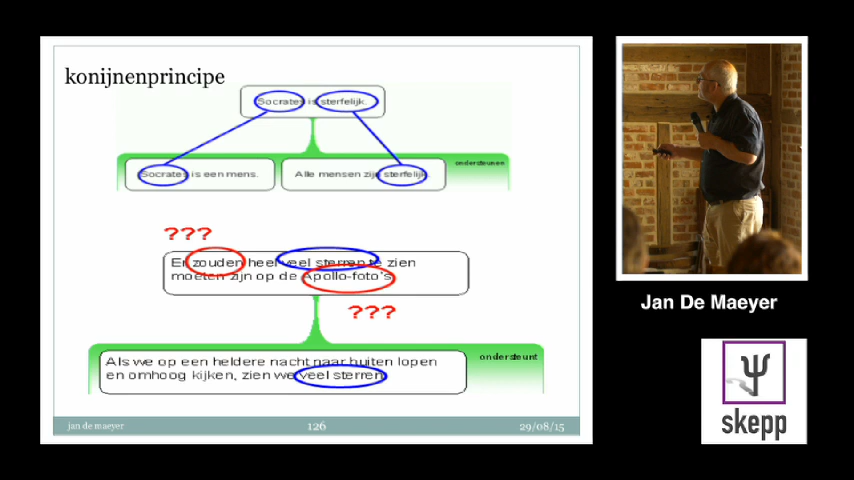 konijnenprincipe
Socrates is sterfelijk.
Socrates is een mens.
Alle mensen zijn sterfelijk.
ondersteunen
???
Er zouden heel veel sterren te zien
moeten zijn op de Apollo-foto's.
???
Als we op een heldere nacht naar buiten lopen
en omhoog kijken, zien we veel sterren.
ondersteunt
jan de maeyer
126
29/08/15
Jan De Maeyer
skepp